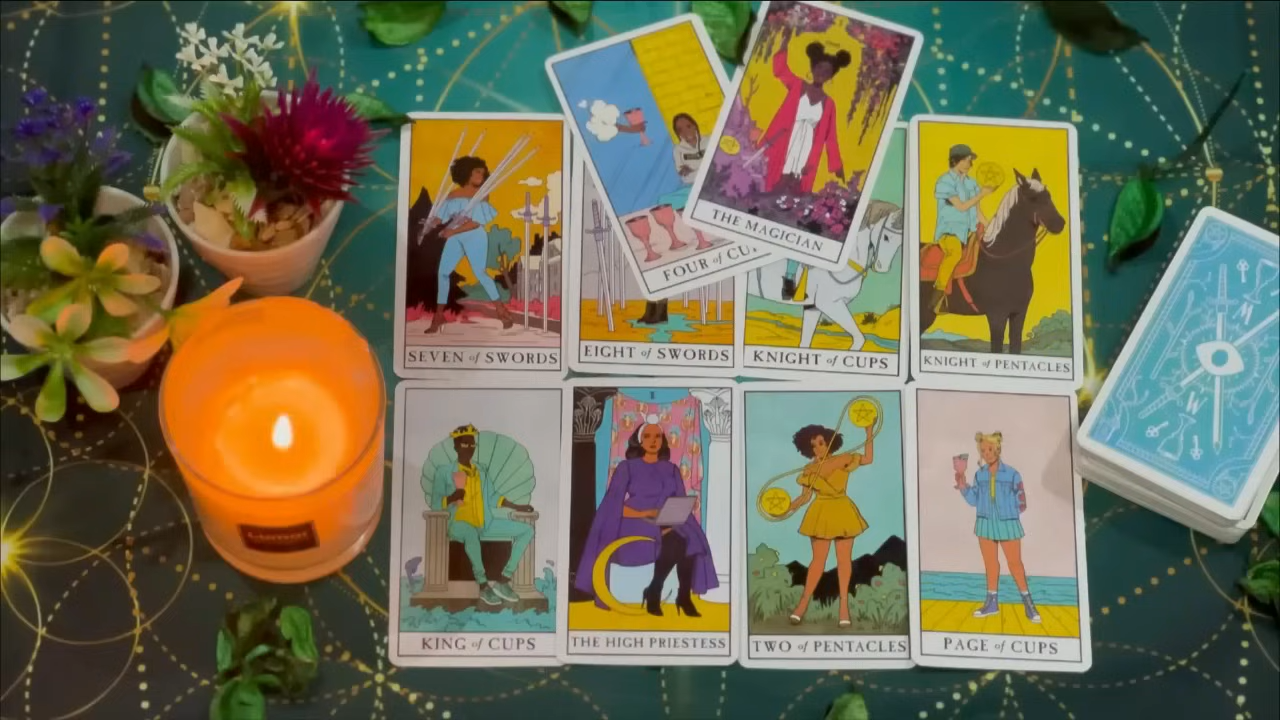 FOUR of CU
THE MAGICIAN
SEVEN of SWORDS
EIGHT of SWORDS
KNIGHT of CUPS
KNIGHT of PENTACLES
KING of CUPS
THE HIGH PRIESTESS
TWO of PENTACLES
PAGE of CUPS